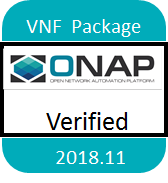 VNF Package
ONAP
OPEN NETWORK AUTOMATION PLATFORM
Verified
2018.11